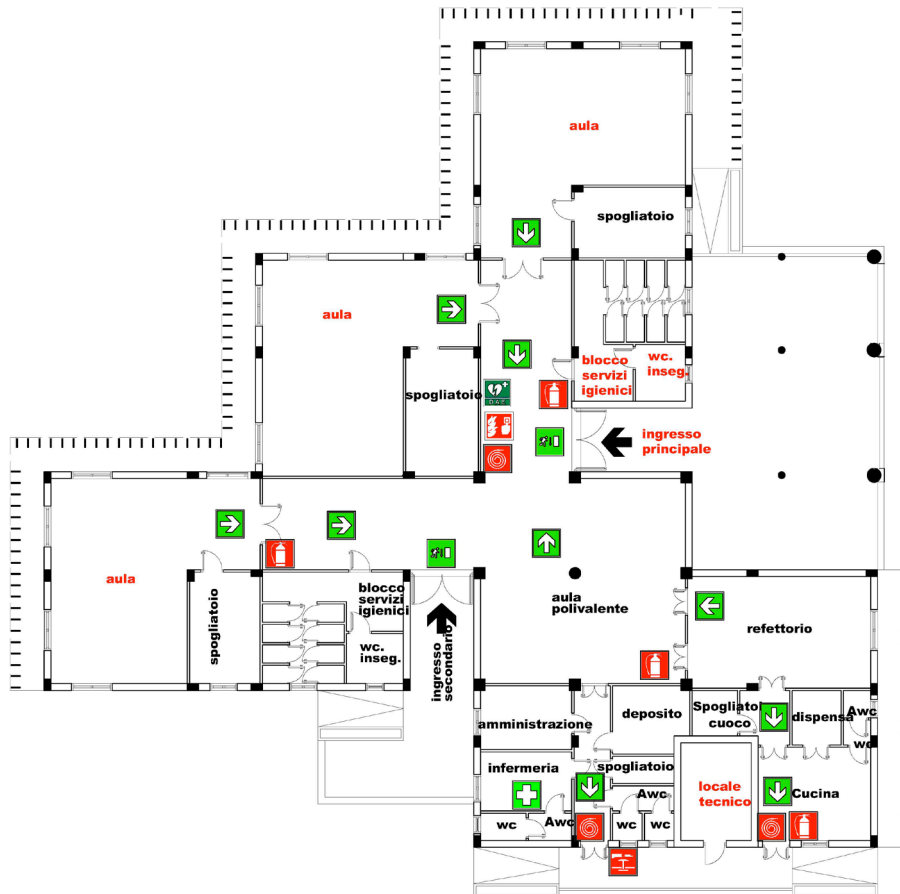 aula
spogliatoio
aula
spogliatoio
blocco
servizi
igienici
wc.
inseg.
D A E
ingresso
principale
aula
spogliatoio
blocco
servizi
igienici
wc.
inseg.
ingresso
secondario
aula
polivalente
refettorio
amministrazione
deposito
Spogliatoi
cuoco
dispensa
Awc
wc
infermeria
spogliatoio
Awc
locale
tecnico
Cucina
wc
Awc
wc
wc